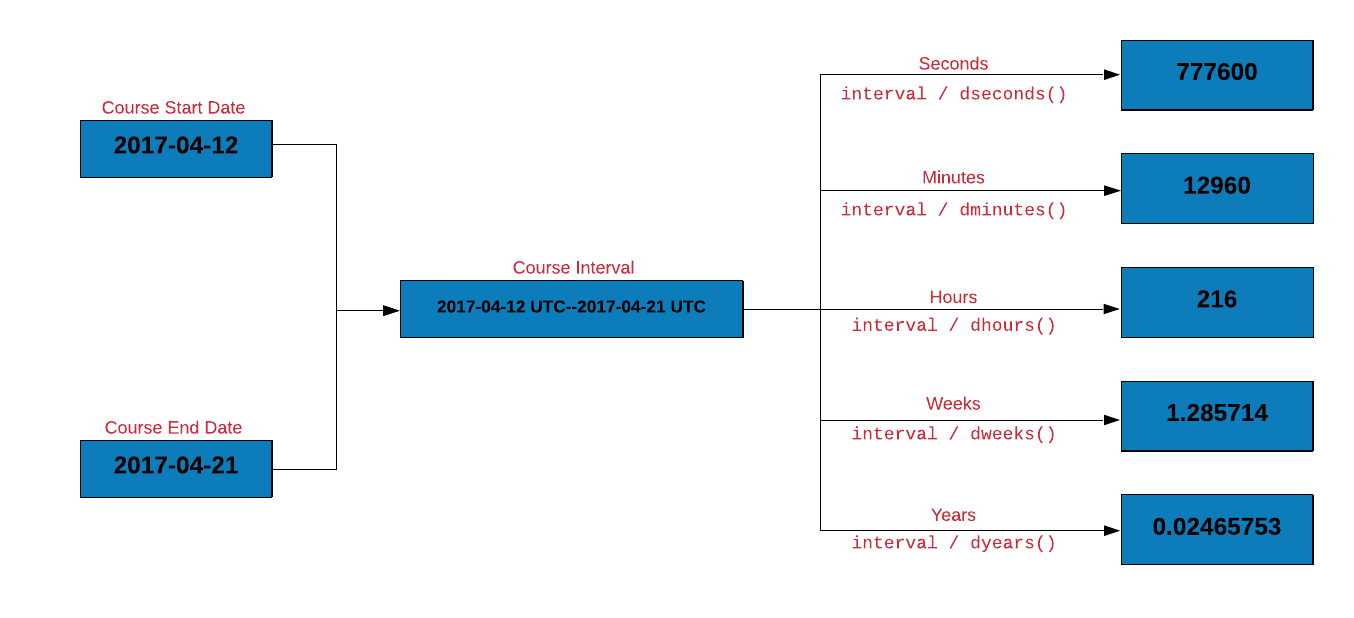 Course Start Date
2017-04-12
Course End Date
2017-04-21
Course Interval
2017-04-12 UTC--2017-04-21 UTC
Seconds
interval / dseconds()
777600
Minutes
interval / dminutes()
12960
Hours
interval / dhours()
216
Weeks
interval / dweeks()
1.285714
Years
interval / dyears()
0.02465753